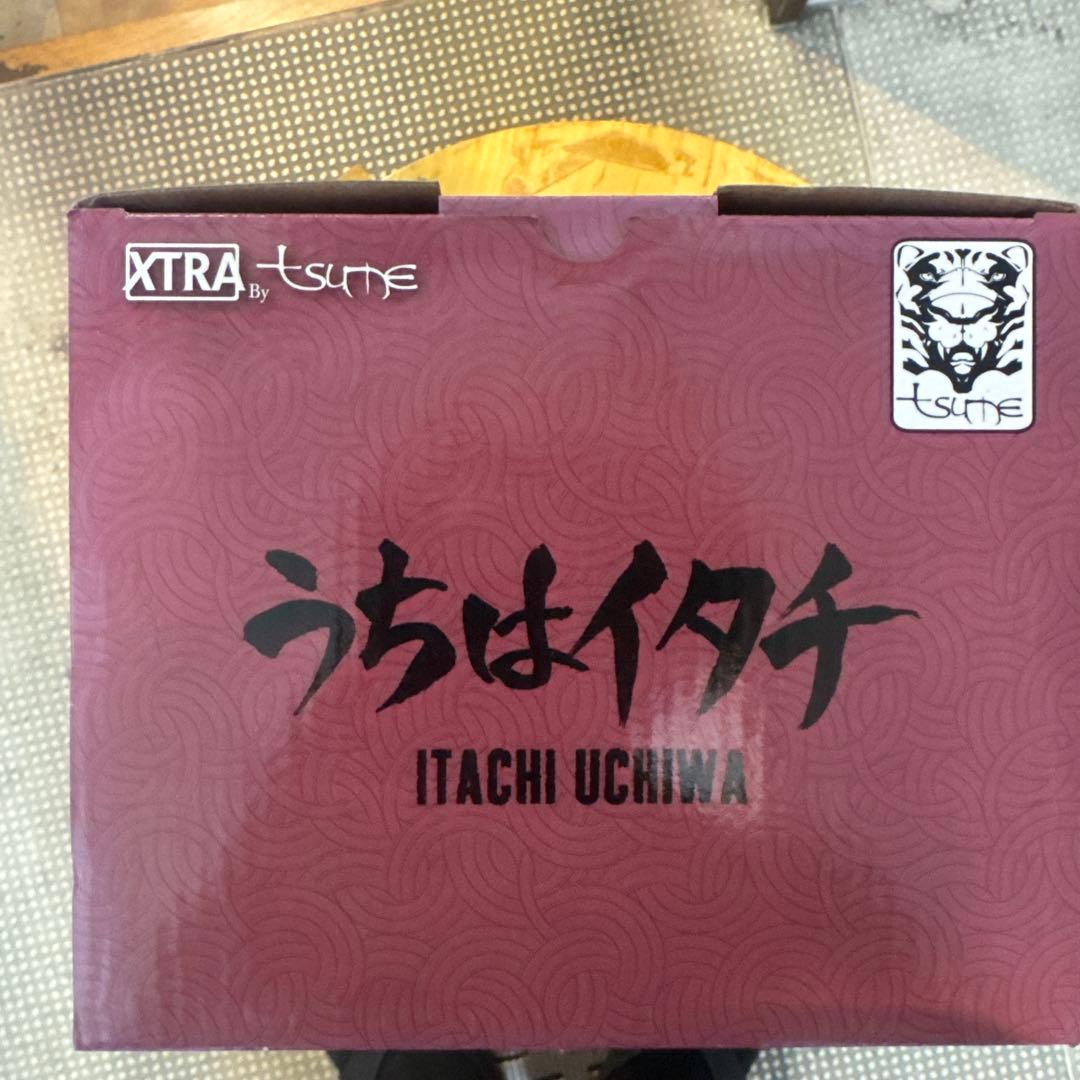 XTRA By tsume
tsume
うちはイタチ
ITACHI UCHIWA